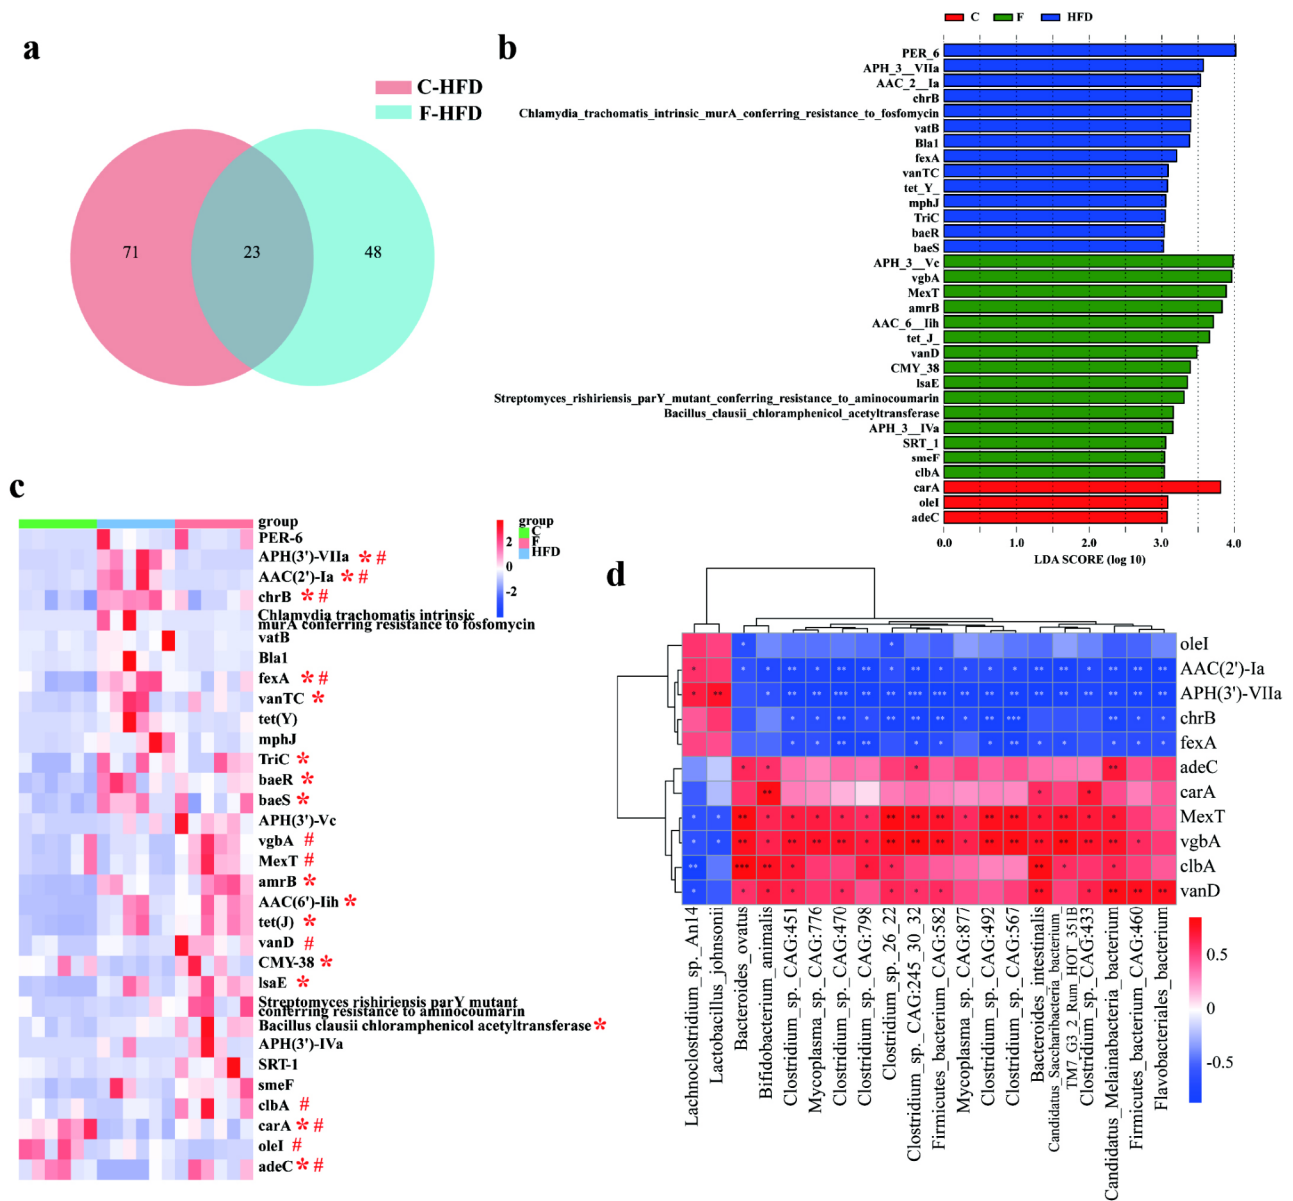 a
C-HFD
F-HFD
71
23
48
b
C
F
HFD
PER_6
APH_3__VIIa
AAC_2__Ia
chrB
Chlamydia_trachomatis_intrinsic_murA_conferring_resistance_to_fosfomycin
vatB
Bla1
fexA
vanTC
tet_Y_
mphJ
TriC
baeR
baeS
APH_3__Vc
vgbA
MexT
amrB
AAC_6__Iih
tet_J_
vanD
CMY_38
lsaE
Streptomyces_rishiriensis_parY_mutant_conferring_resistance_to_aminocoumarin
Bacillus_clausii_chloramphenicol_acetyltransferase
APH_3__IVa
SRT_1
smeF
clbA
carA
oleI
adeC
0.0 1.0 2.0 3.0 4.0
LDA SCORE (log 10)
c
group
PER-6
APH(3')-VIIa * #
AAC(2')-Ia * #
chrB * #
Chlamydia trachomatis intrinsic
murA conferring resistance to fosfomycin
vatB
Bla1
fexA * #
vanTC *
tet(Y)
mphJ
TriC *
baeR *
baeS *
APH(3')-Vc
vgbA #
MexT #
amrB *
AAC(6')-Iih *
tet(J) *
vanD #
CMY-38 *
lsaE *
Streptomyces rishiriensis parY mutant
conferring resistance to aminocoumarin
Bacillus clausii chloramphenicol acetyltransferase *
APH(3')-IVa
SRT-1
smeF
clbA #
carA * #
oleI #
adeC * #
2
0
-2
group
C
F
HFD
d
oleI
AAC(2')-Ia
APH(3')-VIIa
chrB
fexA
adeC
carA
MexT
vgbA
clbA
vanD
Lachnoclostridium_sp._An14
Lactobacillus_johnsonii
Bacteroides_ovatus
Bifidobacterium_animalis
Clostridium_sp._CAG:451
Mycoplasma_sp._CAG:776
Clostridium_sp._CAG:470
Clostridium_sp._CAG:798
Clostridium_sp._26_22
Clostridium_sp._CAG:245_30_32
Firmicutes_bacterium_CAG:582
Mycoplasma_sp._CAG:877
Clostridium_sp._CAG:492
Clostridium_sp._CAG:567
Bacteroides_intestinalis
Candidatus_Saccharibacteria_bacterium_
TM7_G3_2_Rum_HOT_351B
Clostridium_sp._CAG:433
Candidatus_Melainabacteria_bacterium
Firmicutes_bacterium_CAG:460
Flavobacteriales_bacterium
0.5
0
-0.5